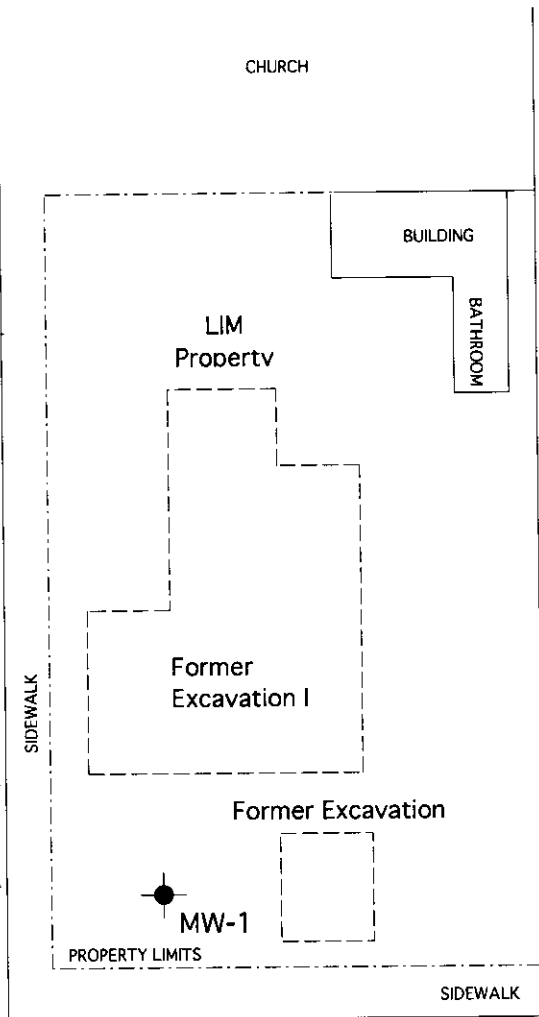 CHURCH
BUILDING
BATHROOM
LIM
Property
Former
Excavation I
SIDEWALK
Former Excavation
MW-1
PROPERTY LIMITS
SIDEWALK